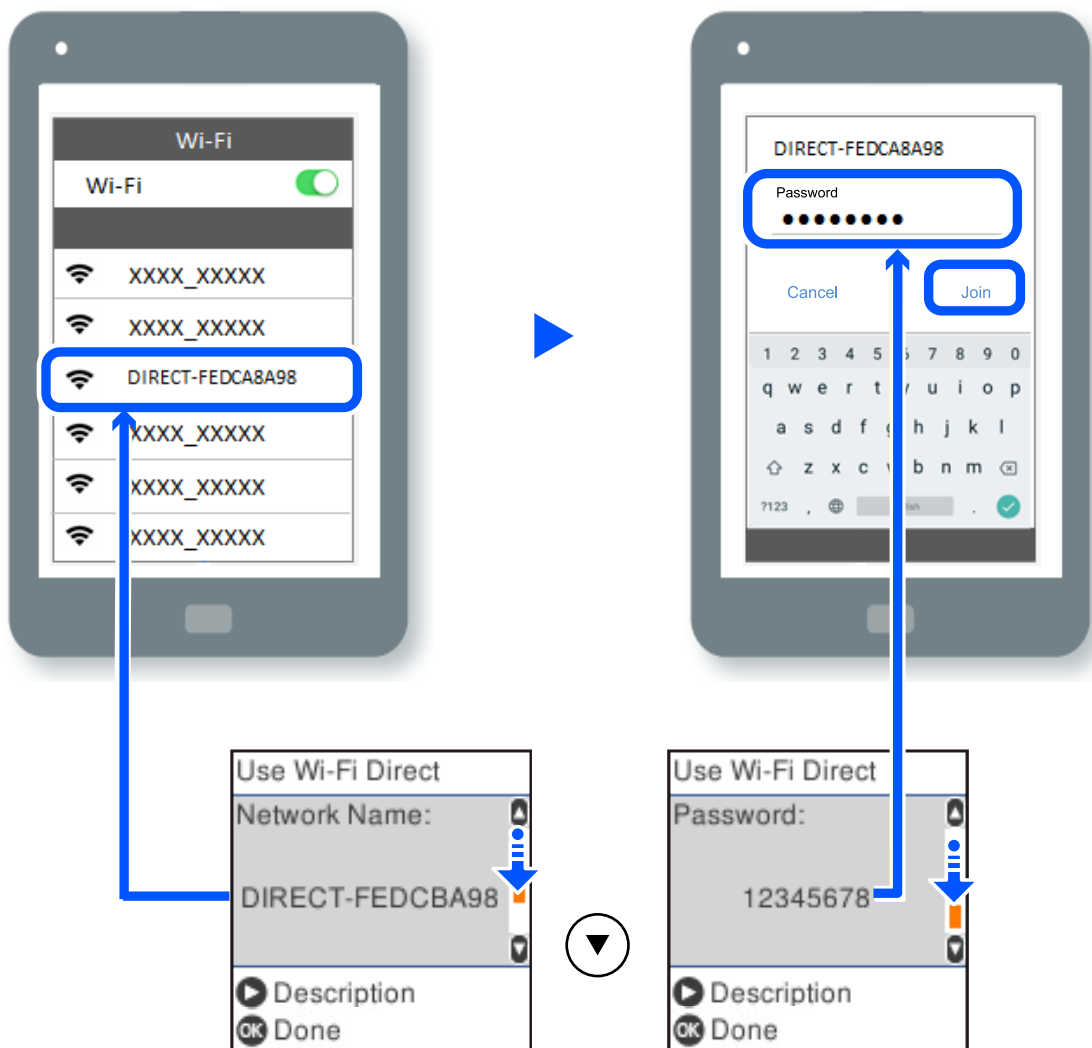 Wi-Fi
Wi-Fi
XXXX_XXXXX
XXXX_XXXXX
DIRECT-FEDCA8A98
XXXX_XXXXX
XXXX_XXXXX
XXXX_XXXXX
DIRECT-FEDCA8A98
Password
●●●●●●●●
Cancel
Join
1 2 3 4 5 7 8 9 0
q w e r t u i o p
a s d f h j k l
z x c b n m
?123 , .
Use Wi-Fi Direct
Network Name:
DIRECT-FEDCBA98
Description
OK Done
Use Wi-Fi Direct
Password:
12345678
Description
OK Done